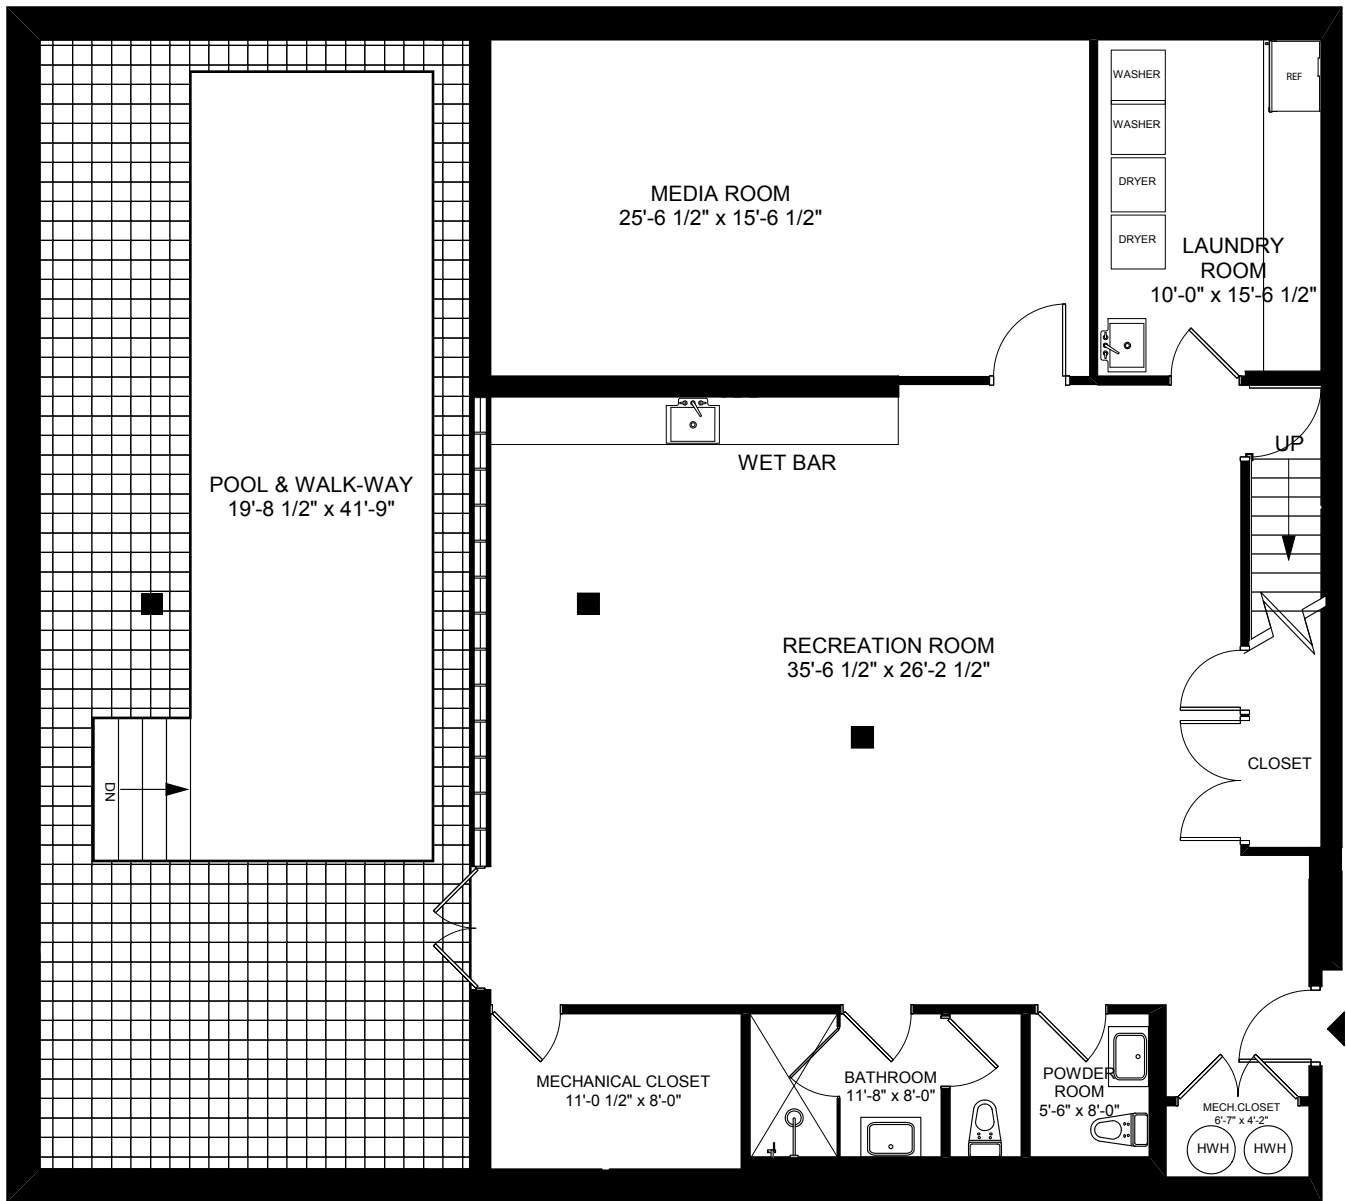 WASHER
WASHER
DRYER
DRYER
REF
MEDIA ROOM
25'-6 1/2" x 15'-6 1/2"
LAUNDRY
ROOM
10'-0" x 15'-6 1/2"
UP
WET BAR
POOL & WALK-WAY
19'-8 1/2" x 41'-9"
RECREATION ROOM
35'-6 1/2" x 26'-2 1/2"
CLOSET
DN
MECHANICAL CLOSET
11'-0 1/2" x 8'-0"
BATHROOM
11'-8" x 8'-0"
POWDER
ROOM
5'-6" x 8'-0"
MECH.CLOSET
6'-7" x 4'-2"
HWH
HWH